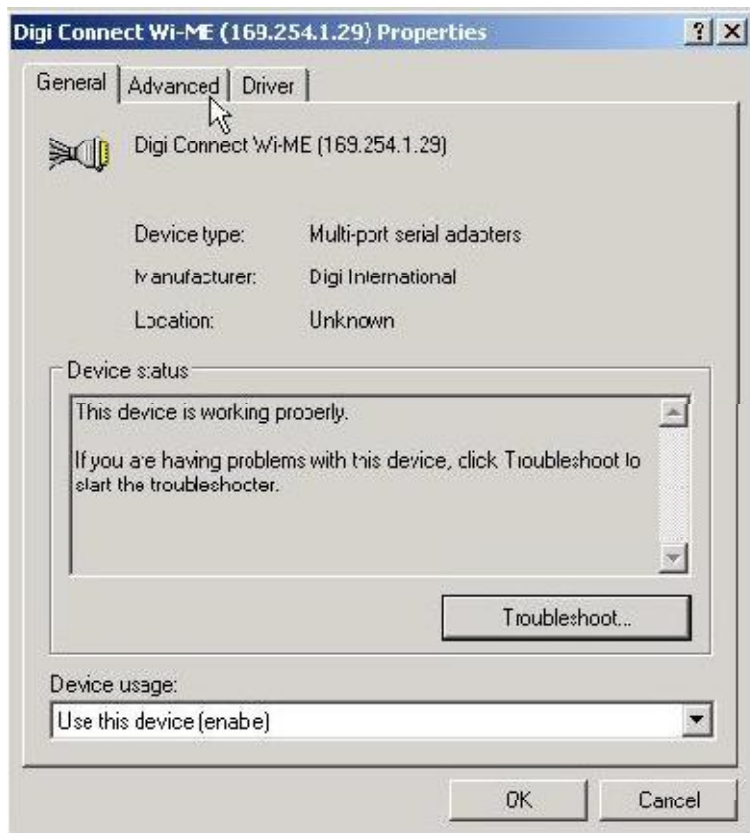 Digi Connect Wi-ME (169.254.1.29) Properties
General Advanced Driver
Digi Connect Wi-ME (169.254.1.29)
Device type: Multi-port serial adapters
Manufacturer: Digi International
Location: Unknown
Device status
This device is working properly.
If you are having problems with this device, click Troubleshoot to
start the troubleshooter.
Troubleshoot...
Device usage:
Use this device (enabe)
OK Cancel